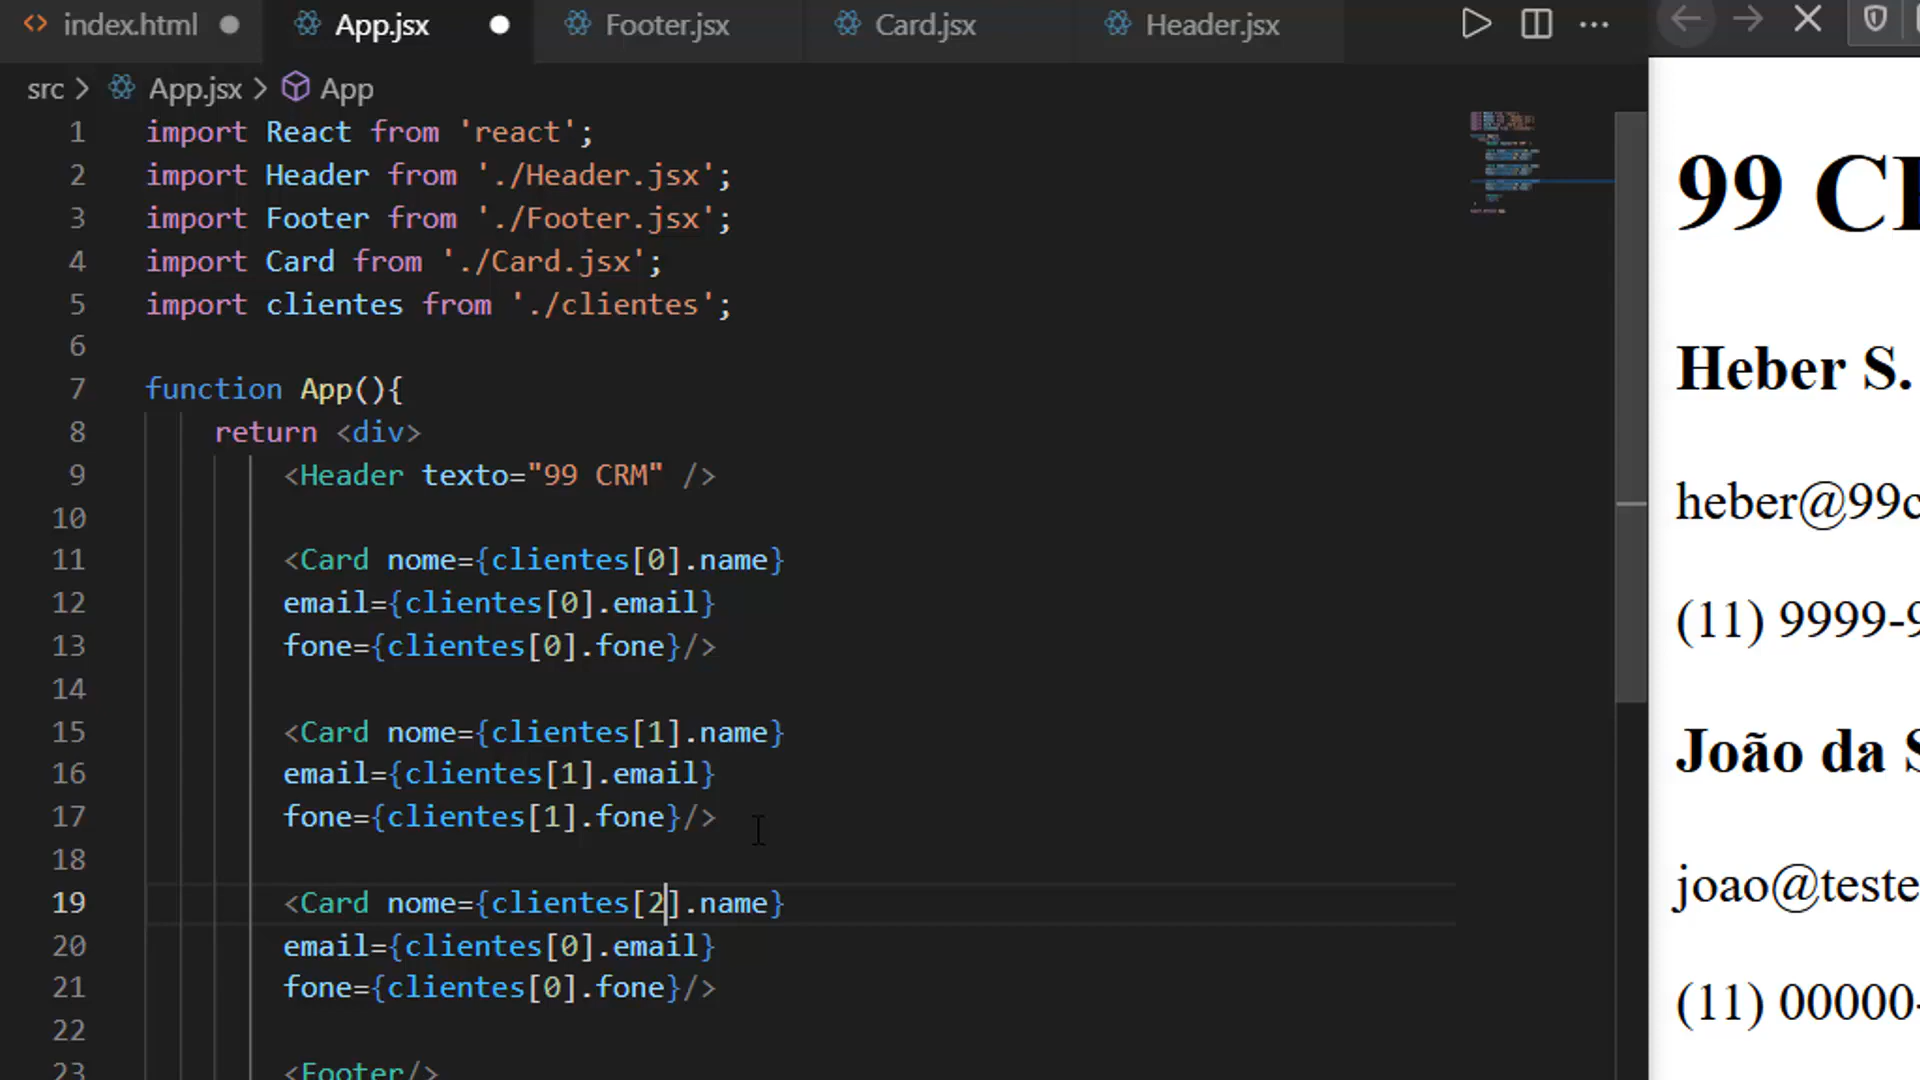 index.html
App.jsx
Footer.jsx
Card.jsx
Header.jsx
src > App.jsx > App
1 import React from 'react';
2 import Header from './Header.jsx';
3 import Footer from './Footer.jsx';
4 import Card from './Card.jsx';
5 import clientes from './clientes';
6
7 function App(){
8 return <div>
9 <Header texto="99 CRM" />
10
11 <Card nome={clientes[0].name}
12 email={clientes[0].email}
13 fone={clientes[0].fone}/>
14
15 <Card nome={clientes[1].name}
16 email={clientes[1].email}
17 fone={clientes[1].fone}/>
18
19 <Card nome={clientes[2].name}
20 email={clientes[0].email}
21 fone={clientes[0].fone}/>
22
23 <Footer/>
99 C
Heber S.
heber@99c
(11) 9999-9
João da S
joao@teste
(11) 00000-